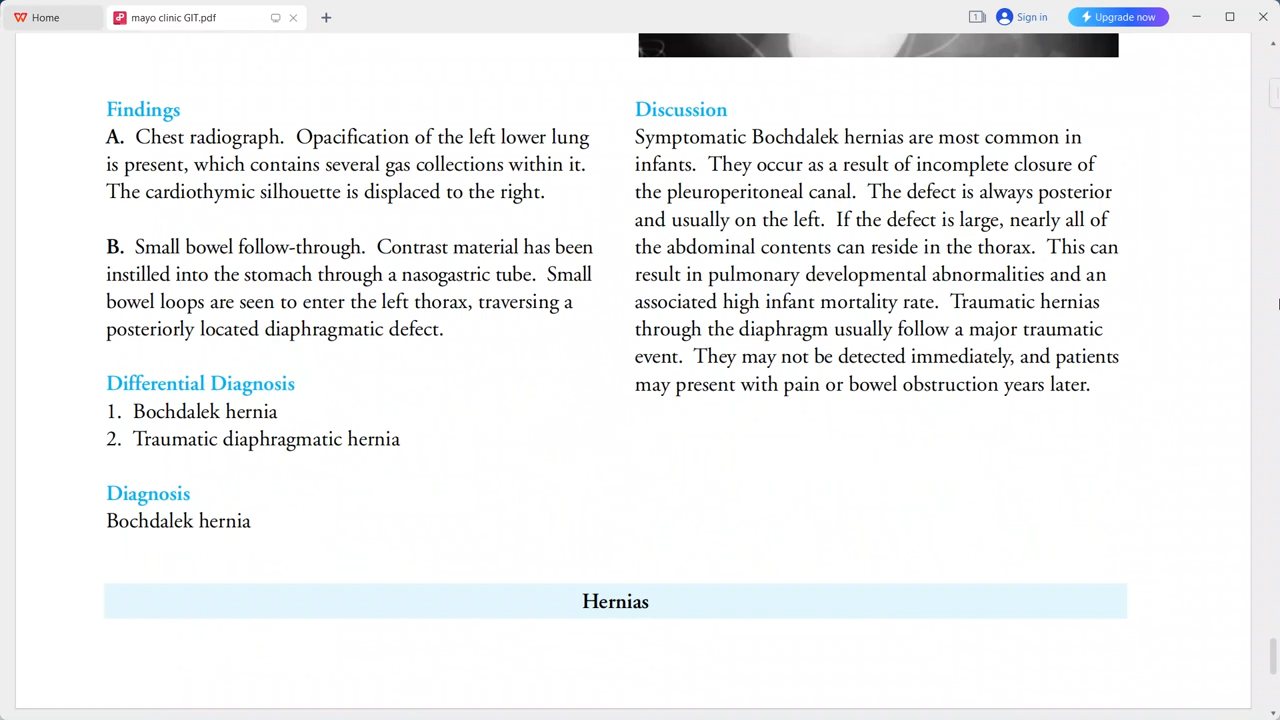 Home
mayo clinic GIT.pdf
Sign in
Upgrade now
Findings
A. Chest radiograph. Opacification of the left lower lung
is present, which contains several gas collections within it.
The cardiothymic silhouette is displaced to the right.
B. Small bowel follow-through. Contrast material has been
instilled into the stomach through a nasogastric tube. Small
bowel loops are seen to enter the left thorax, traversing a
posteriorly located diaphragmatic defect.
Differential Diagnosis
1. Bochdalek hernia
2. Traumatic diaphragmatic hernia
Diagnosis
Bochdalek hernia
Discussion
Symptomatic Bochdalek hernias are most common in
infants. They occur as a result of incomplete closure of
the pleuroperitoneal canal. The defect is always posterior
and usually on the left. If the defect is large, nearly all of
the abdominal contents can reside in the thorax. This can
result in pulmonary developmental abnormalities and an
associated high infant mortality rate. Traumatic hernias
through the diaphragm usually follow a major traumatic
event. They may not be detected immediately, and patients
may present with pain or bowel obstruction years later.
Hernias